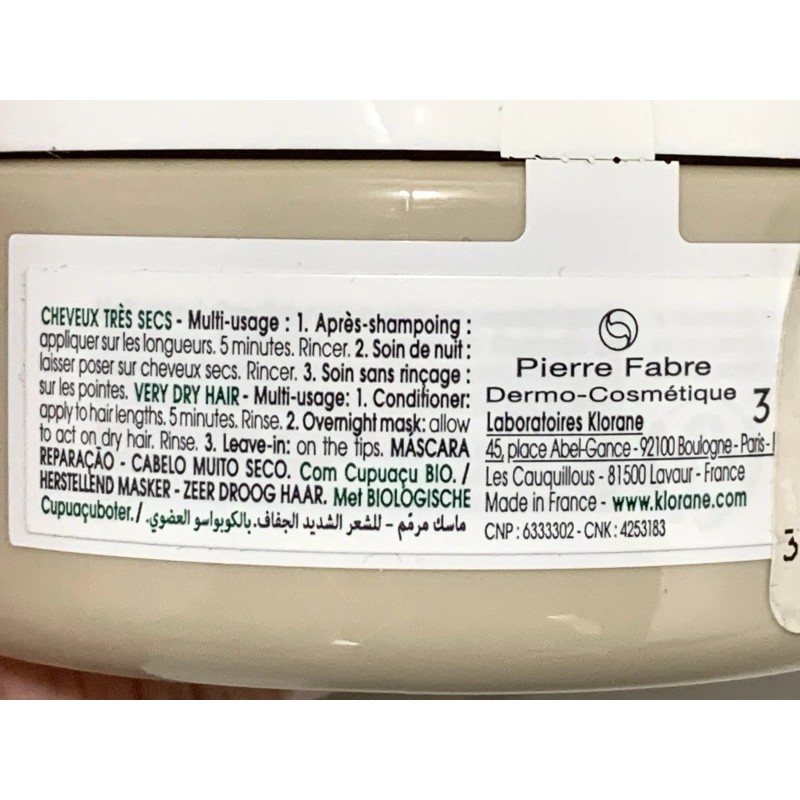 CHEVEUX TRÈS SECS - Multi-usage : 1. Après-shampoing :
appliquer sur les longueurs. 5 minutes. Rincer. 2. Soin de nuit :
laisser poser sur cheveux secs. Rincer. 3. Soin sans rinçage :
sur les pointes. VERY DRY HAIR - Multi-usage: 1. Conditioner:
apply to hair lengths. 5 minutes. Rinse. 2. Overnight mask: allow
to act on dry hair. Rinse. 3. Leave-in: on the tips. MÁSCARA
REPARAÇÃO - CABELO MUITO SECO. Com Cupuaçu BIO. /
HERSTELLEND MASKER - ZEER DROOG HAAR. Met BIOLOGISCHE
Cupuaçuboter. / ماسك مرمّم - للشعر الشديد الجفاف. بالكوبواسو العضوي.
Pierre Fabre
Dermo-Cosmétique
Laboratoires Klorane
45, place Abel-Gance - 92100 Boulogne - Paris -
Les Cauquillous - 81500 Lavaur - France
Made in France - www.klorane.com
CNP : 6333302 - CNK : 4253183
3
3